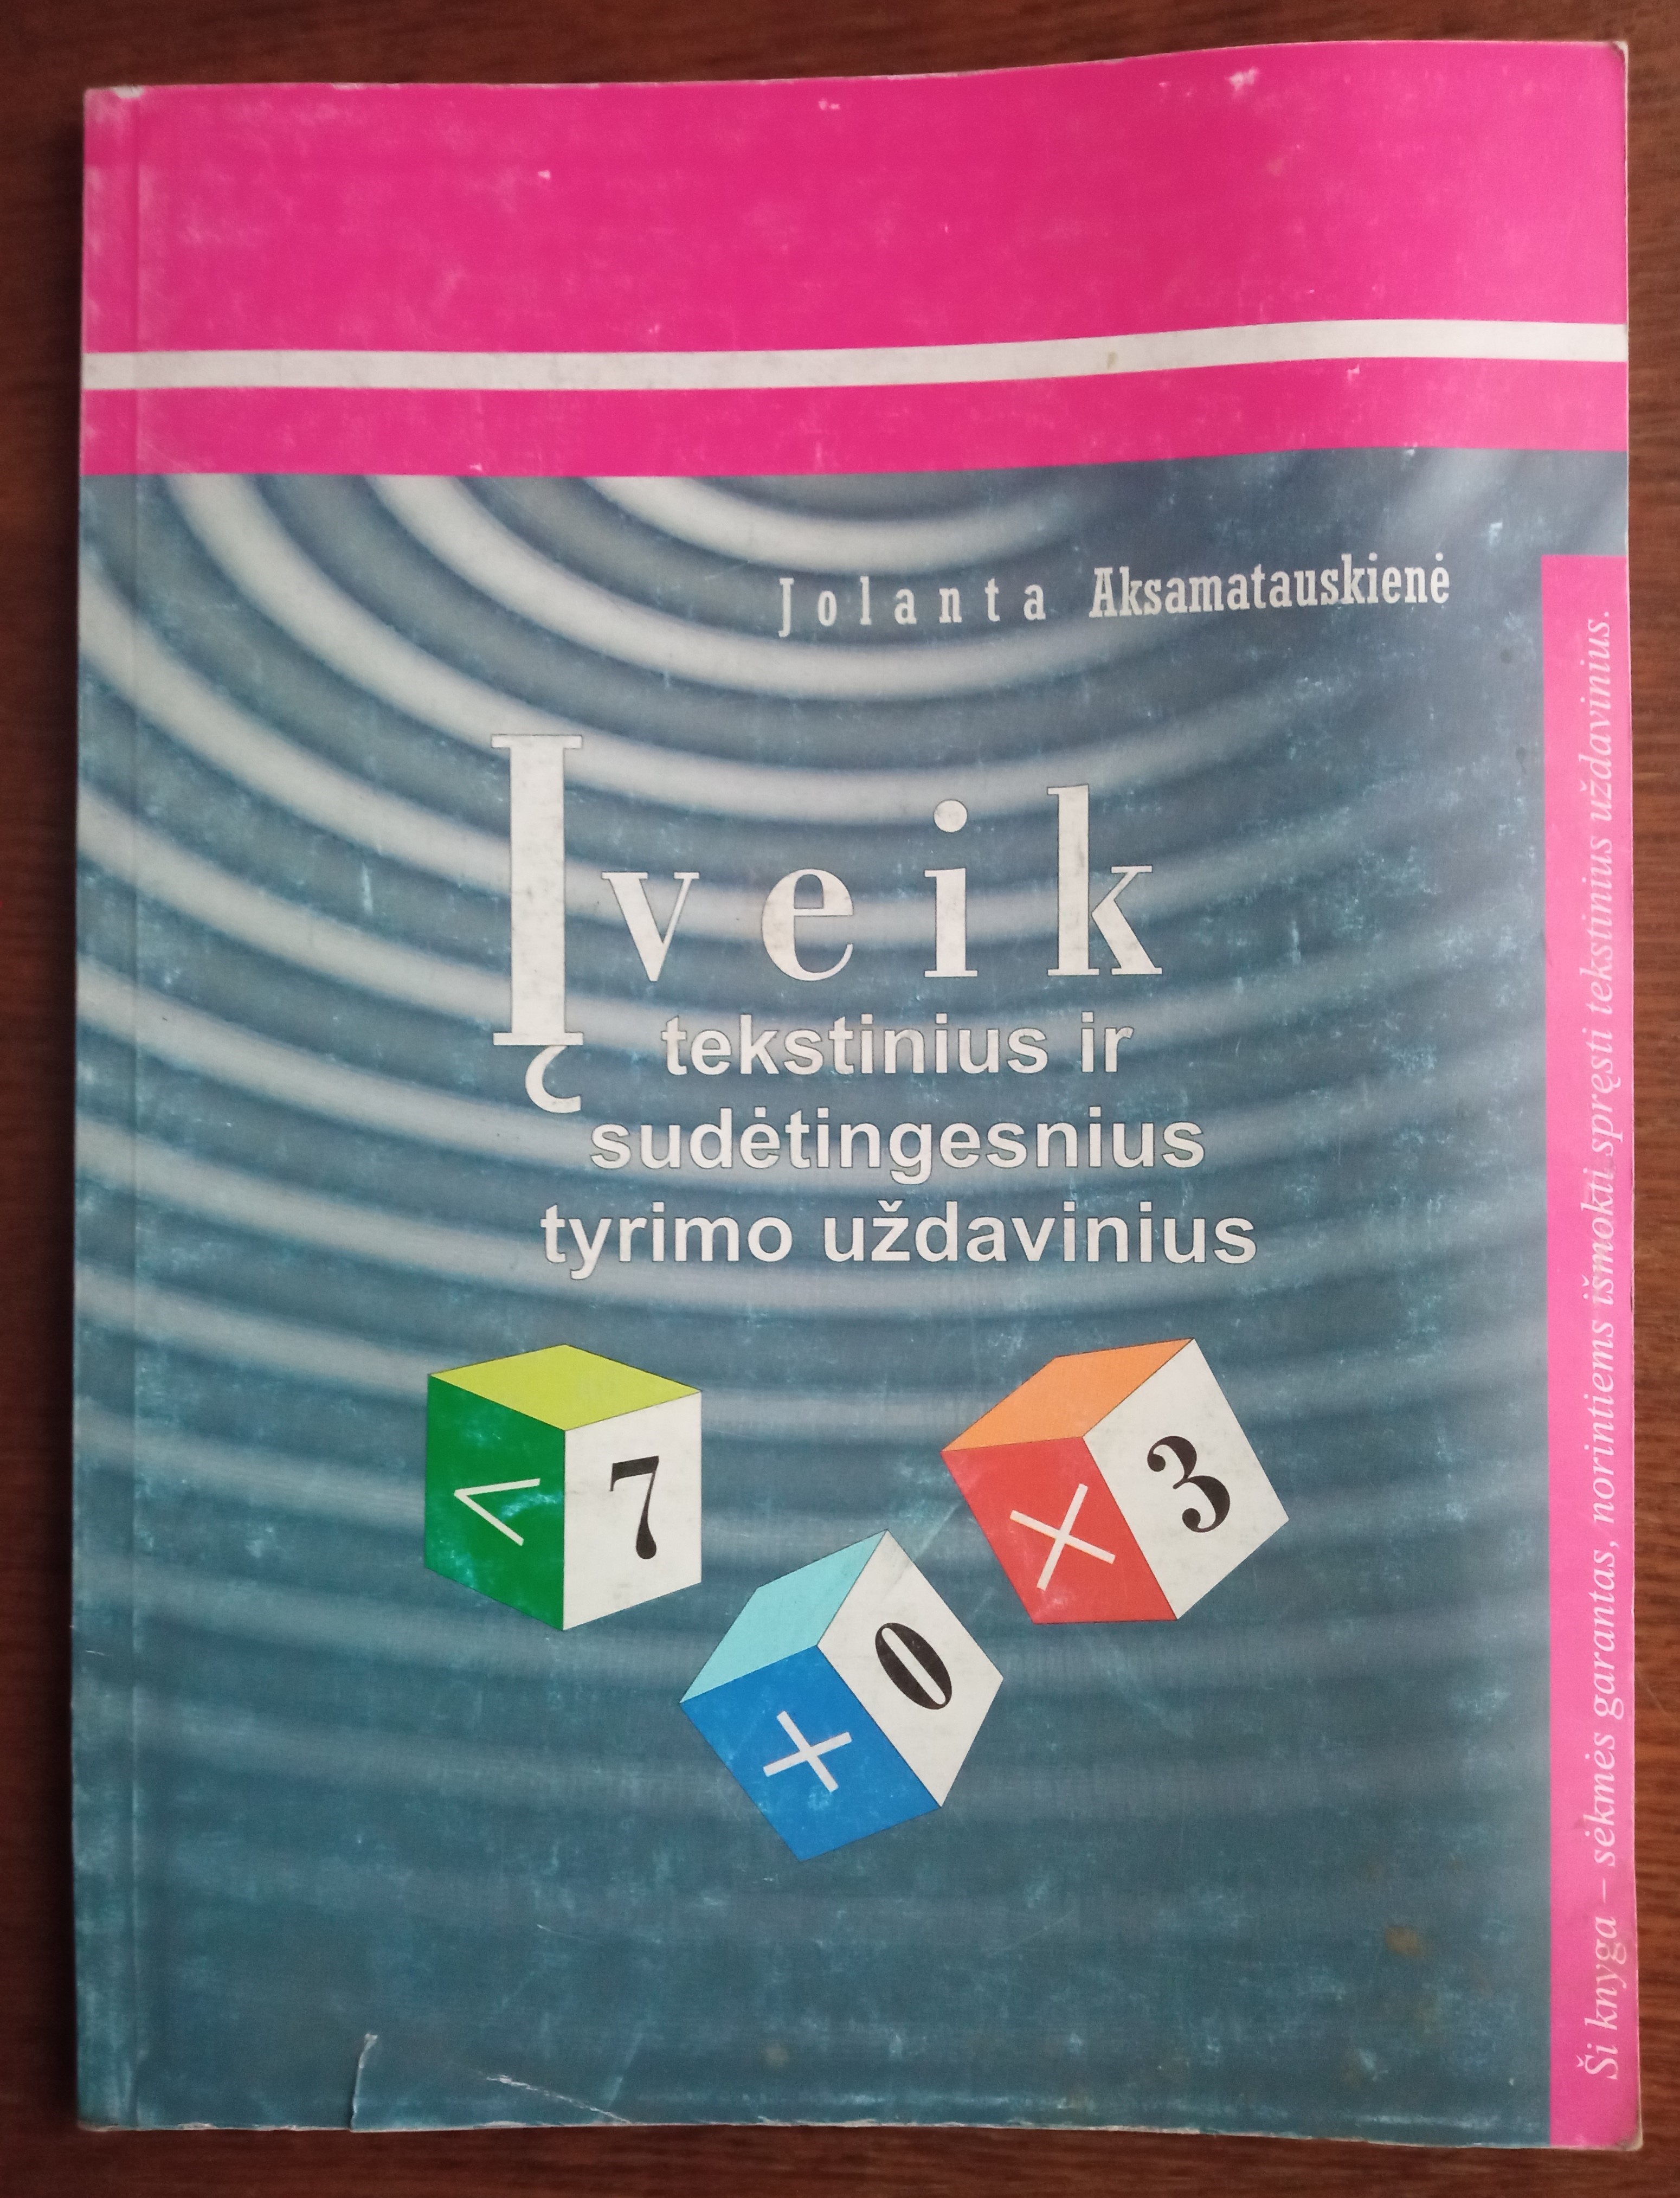 Jolanta Aksamatauskienė
Įveik
tekstinius ir
sudėtingesnius
tyrimo uždavinius
< 7
× 3
+ 0
Ši knyga – sėkmės garantas, norintiems išmokti spręsti tekstinius uždavinius.